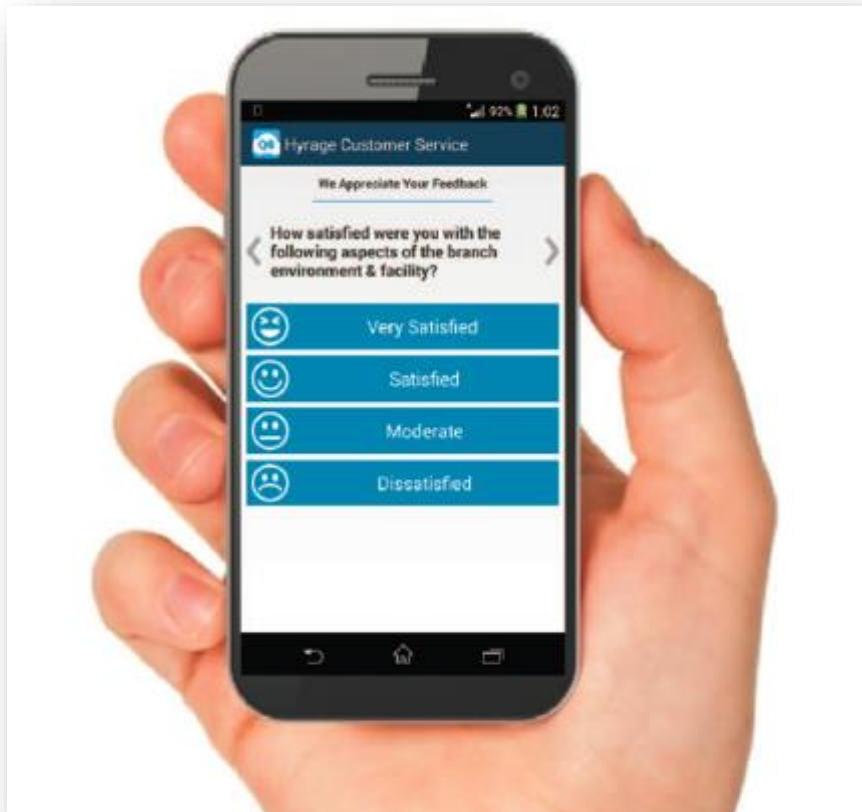 92% 1:02
Hyrage Customer Service
We Appreciate Your Feedback
How satisfied were you with the
following aspects of the branch
environment & facility?
Very Satisfied
Satisfied
Moderate
Dissatisfied